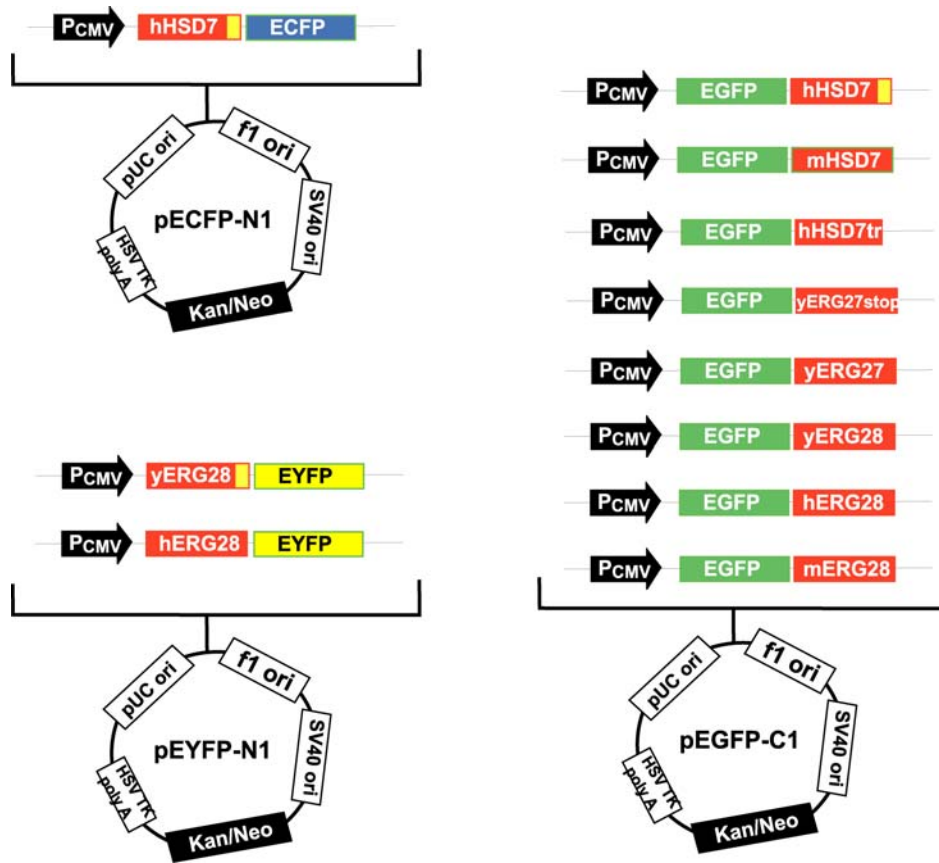 PCMV hHSD7 ECFP
pUC ori
f1 ori
SV40 ori
HSV TK
poly A
Kan/Neo
pECFP-N1
PCMV yERG28 EYFP
PCMV hERG28 EYFP
pUC ori
f1 ori
SV40 ori
HSV TK
poly A
Kan/Neo
pEYFP-N1
PCMV EGFP hHSD7
PCMV EGFP mHSD7
PCMV EGFP hHSD7tr
PCMV EGFP yERG27stop
PCMV EGFP yERG27
PCMV EGFP yERG28
PCMV EGFP hERG28
PCMV EGFP mERG28
pUC ori
f1 ori
SV40 ori
HSV TK
poly A
Kan/Neo
pEGFP-C1